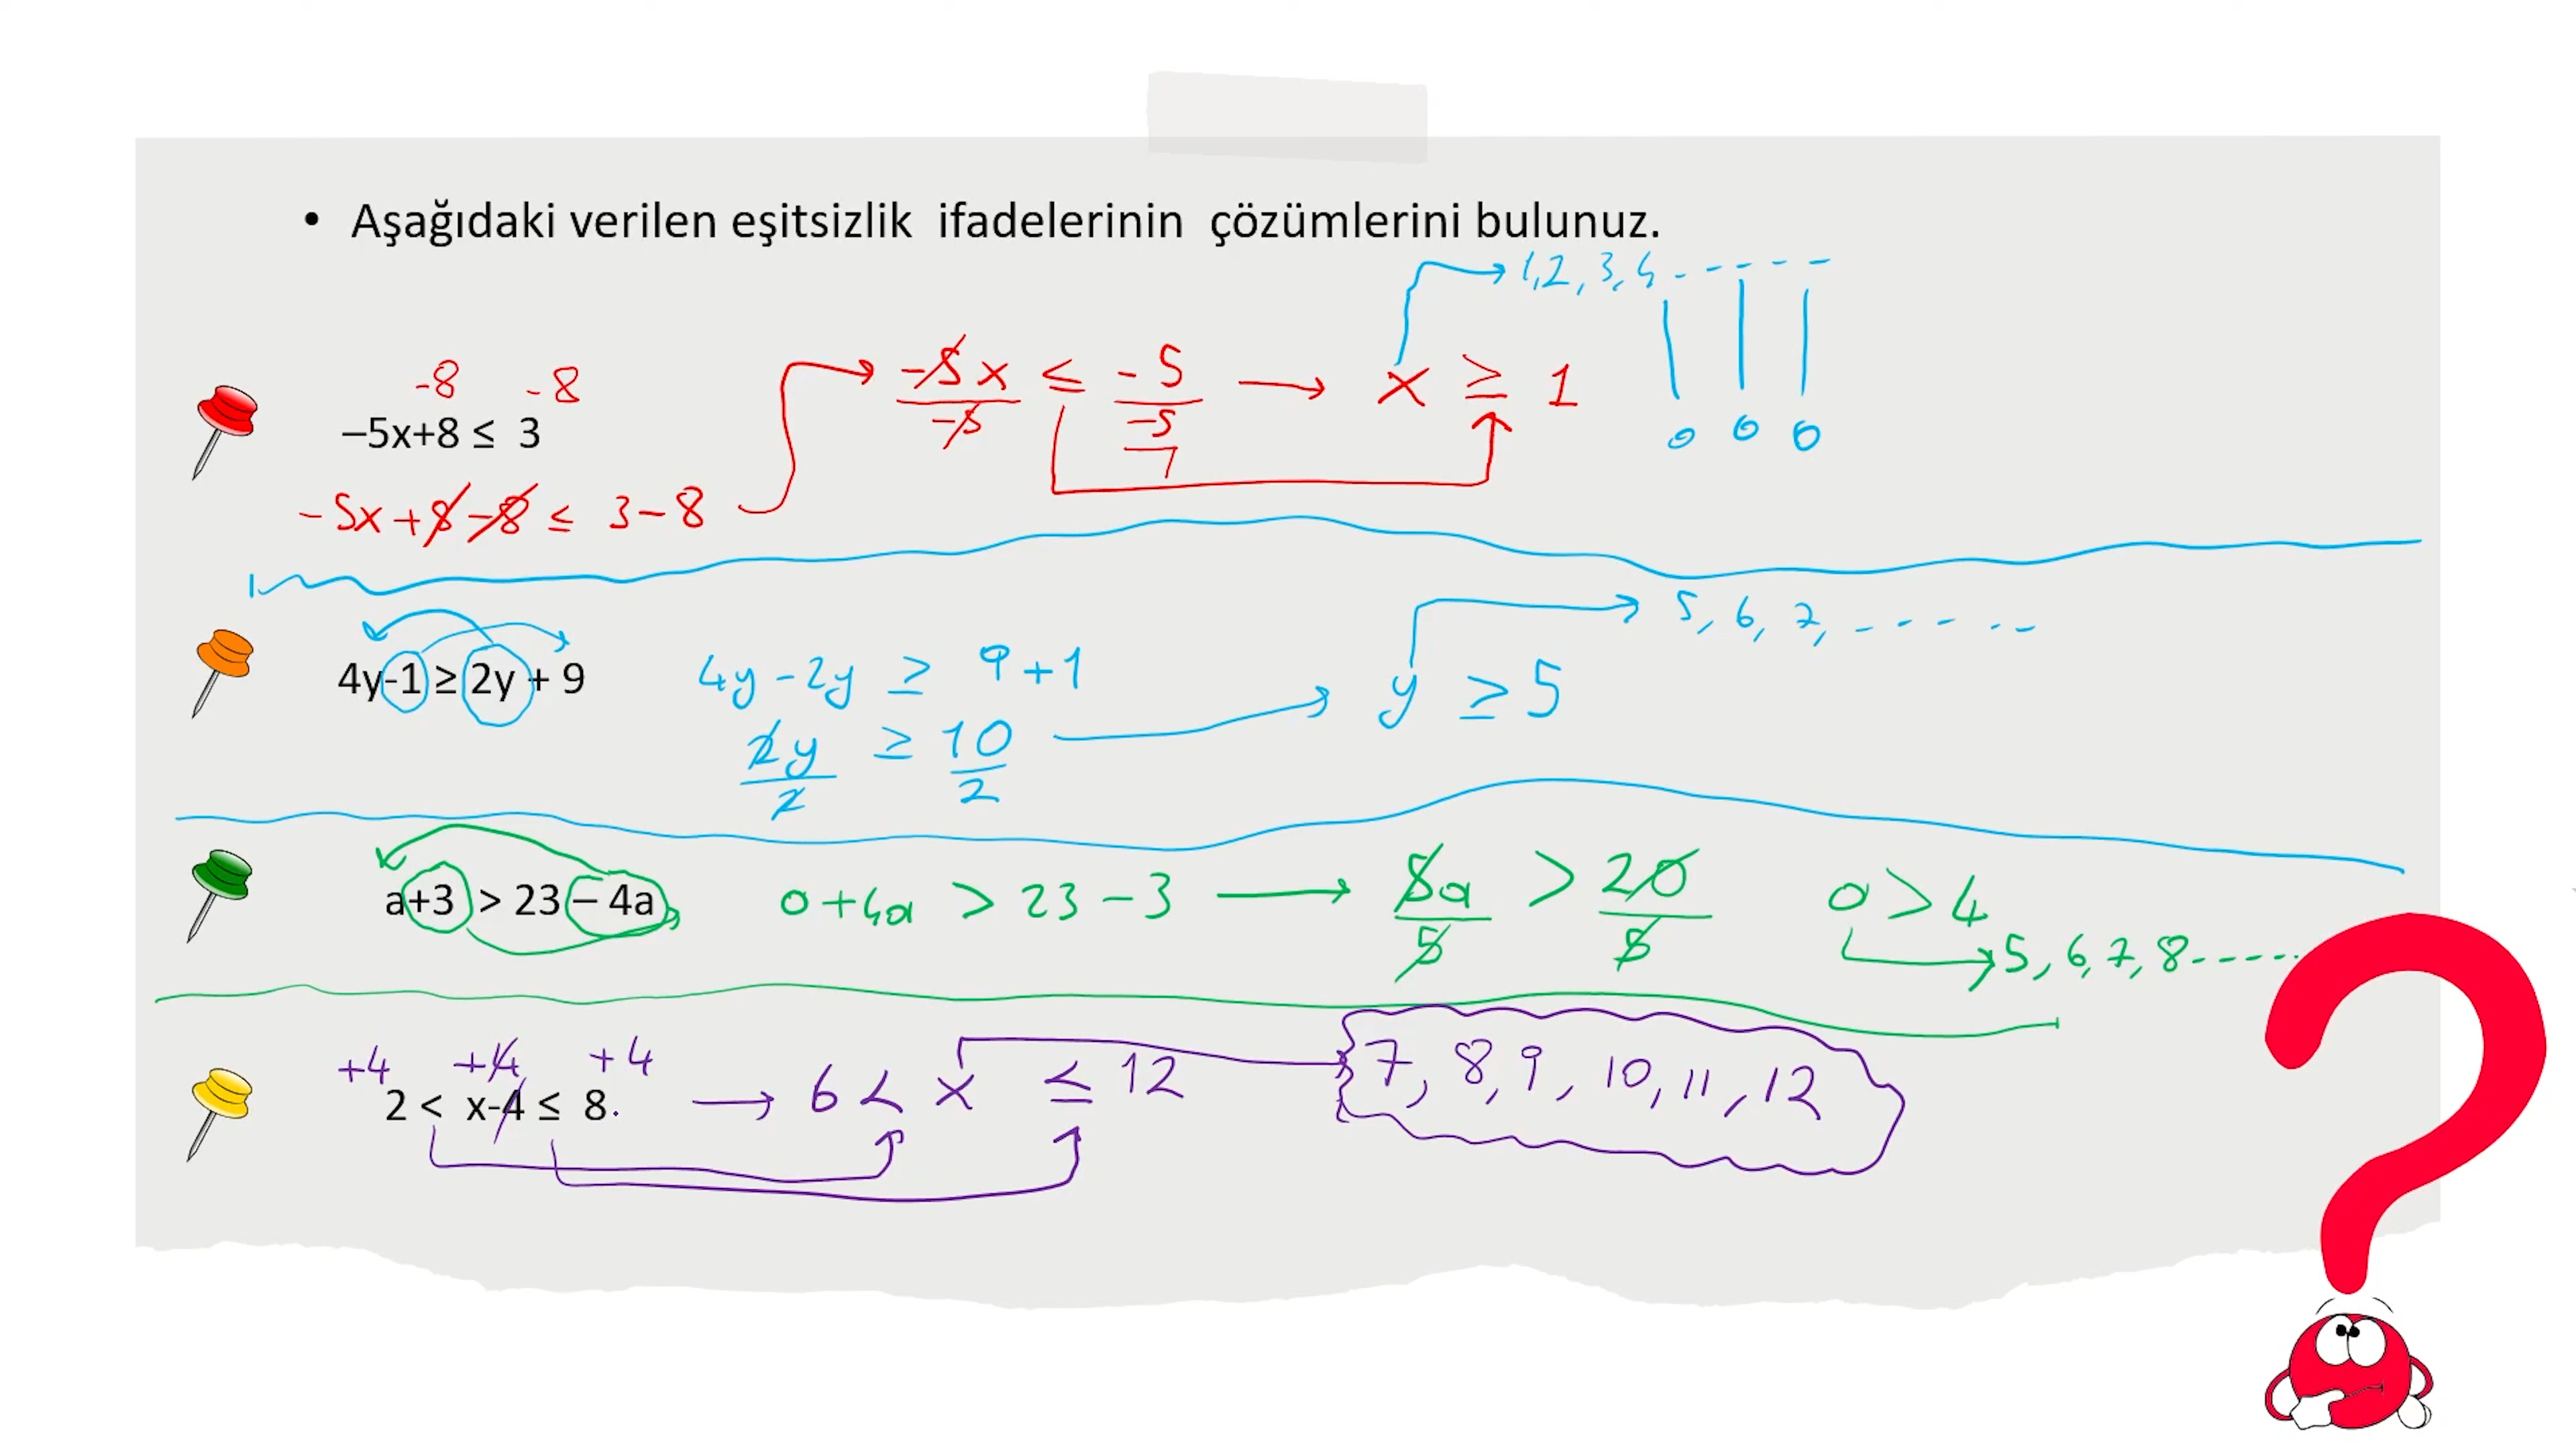 • Aşağıdaki verilen eşitsizlik ifadelerinin çözümlerini bulunuz.
1,2, 3, 4 - - - - -
-8 -8
–5x+8 ≤ 3
-5x/-5 ≤ -5/-5 → x ≥ 1
-5x+8-8 ≤ 3-8
5, 6, 7, - - - - -
4y-1 ≥ 2y + 9
4y-2y ≥ 9+1
y ≥ 5
2y/2 ≥ 10/2
a+3 > 23 – 4a
a+4a > 23-3 → 5a/5 > 20/5
a > 4
5, 6, 7, 8 - - - - -
+4 +4 +4
2 < x-4 ≤ 8.
→ 6 < x ≤ 12
7, 8, 9, 10, 11, 12